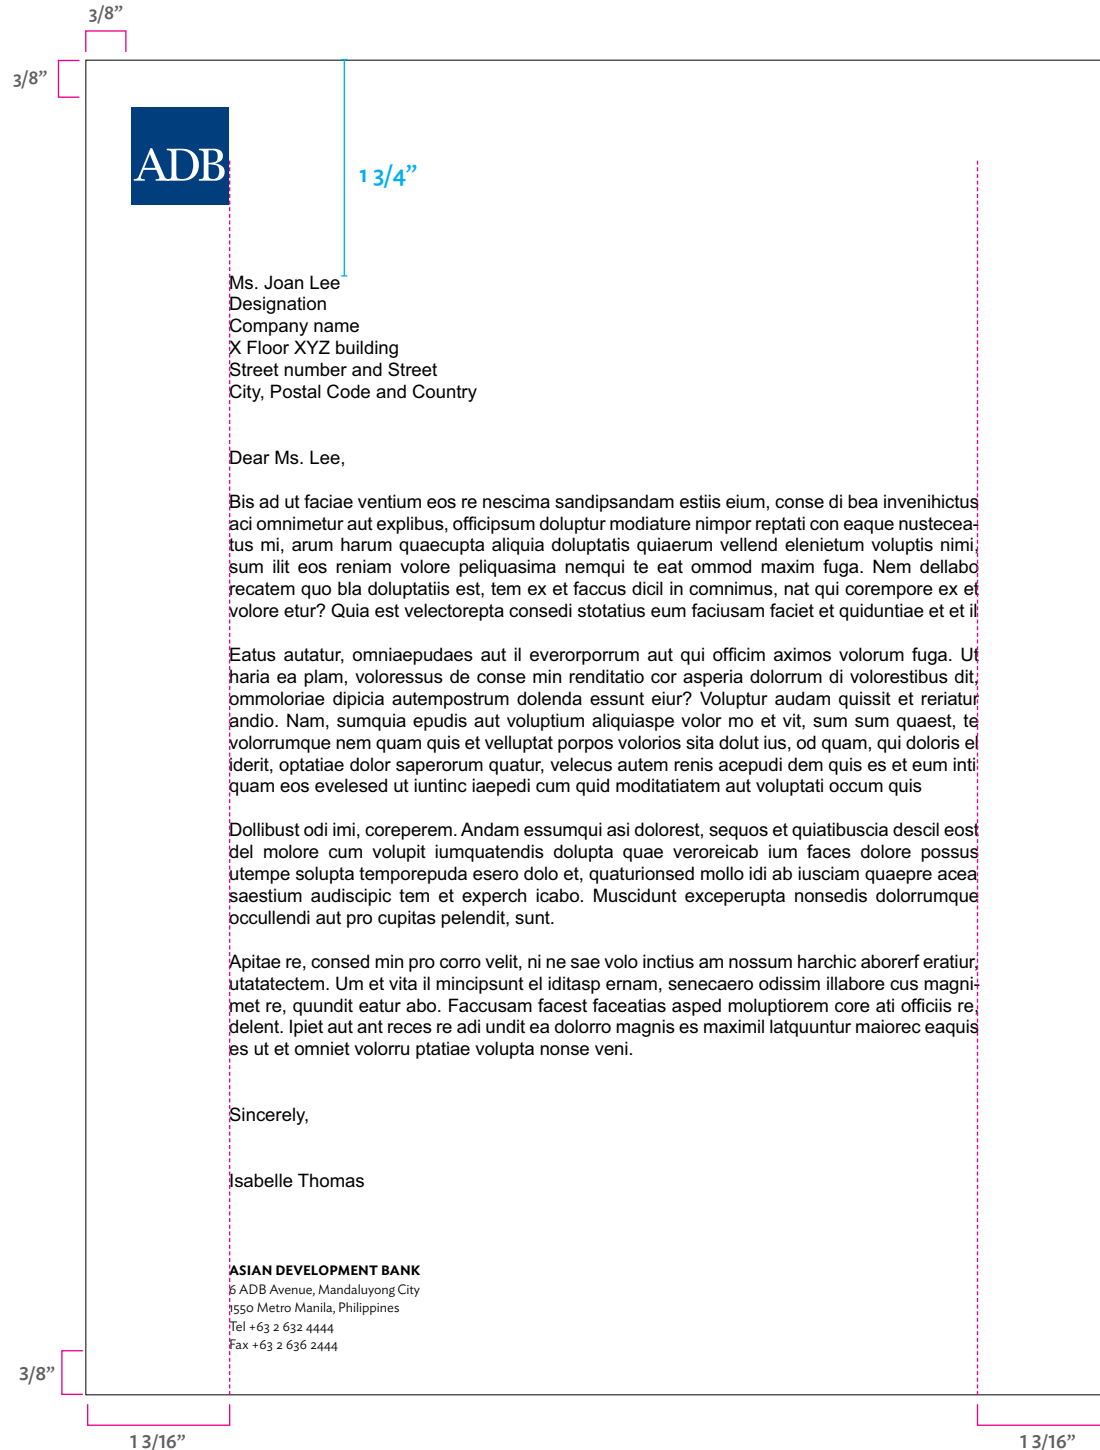 3/8”
3/8”
ADB
1 3/4”
Ms. Joan Lee
Designation
Company name
X Floor XYZ building
Street number and Street
City, Postal Code and Country
Dear Ms. Lee,
Bis ad ut faciae ventium eos re nescima sandipsandam estiis eium, conse di bea invenihictus
aci omnimetur aut explibus, officipsum doluptur modiature nimpor reptati con eaque nustecea-
tus mi, arum harum quaecupta aliquia doluptatis quiaerum vellend elenietum voluptis nimi,
sum ilit eos reniam volore peliquasima nemqui te eat ommod maxim fuga. Nem dellabo
recatem quo bla doluptatiis est, tem ex et faccus dicil in comnimus, nat qui corempore ex et
volore etur? Quia est velectorepta consedi stotatius eum faciusam faciet et quiduntiae et et il
Eatus autatur, omniaepudaes aut il everorporrum aut qui officim aximos volorum fuga. Ut
haria ea plam, voloressus de conse min renditatio cor asperia dolorrum di volorestibus dit,
ommoloriae dipicia autempostrum dolenda essunt eiur? Voluptur audam quissit et reriatur
andio. Nam, sumquia epudis aut voluptium aliquiaspe volor mo et vit, sum sum quaest, te
volorrumque nem quam quis et velluptat porpos volorios sita dolut ius, od quam, qui doloris el
iderit, optatiae dolor saperorum quatur, velecus autem renis acepudi dem quis es et eum inti
quam eos evelesed ut iuntinc iaepedi cum quid moditatiatem aut voluptati occum quis
Dollibust odi imi, coreperem. Andam essumqui asi dolorest, sequos et quiatibuscia descil eost
del molore cum volupit iumquatendis dolupta quae veroreicab ium faces dolore possus
utempe solupta temporepuda esero dolo et, quaturionsed mollo idi ab iusciam quaepre acea
saestium audiscipic tem et experch icabo. Muscidunt exceperupta nonsedis dolorrumque
occullendi aut pro cupitas pelendit, sunt.
Apitae re, consed min pro corro velit, ni ne sae volo inctius am nossum harchic aborerf eratiur,
utatatectem. Um et vita il mincipsunt el iditasp ernam, senecaero odissim illabore cus magni-
met re, quundit eatur abo. Faccusam facest faceatias asped moluptiorem core ati officiis re,
delent. Ipiet aut ant reces re adi undit ea dolorro magnis es maximil latquuntur maiorec eaquis
es ut et omniet volorru ptatiae volupta nonse veni.
Sincerely,
Isabelle Thomas
ASIAN DEVELOPMENT BANK
6 ADB Avenue, Mandaluyong City
1550 Metro Manila, Philippines
Tel +63 2 632 4444
Fax +63 2 636 2444
3/8”
1 3/16”
1 3/16”